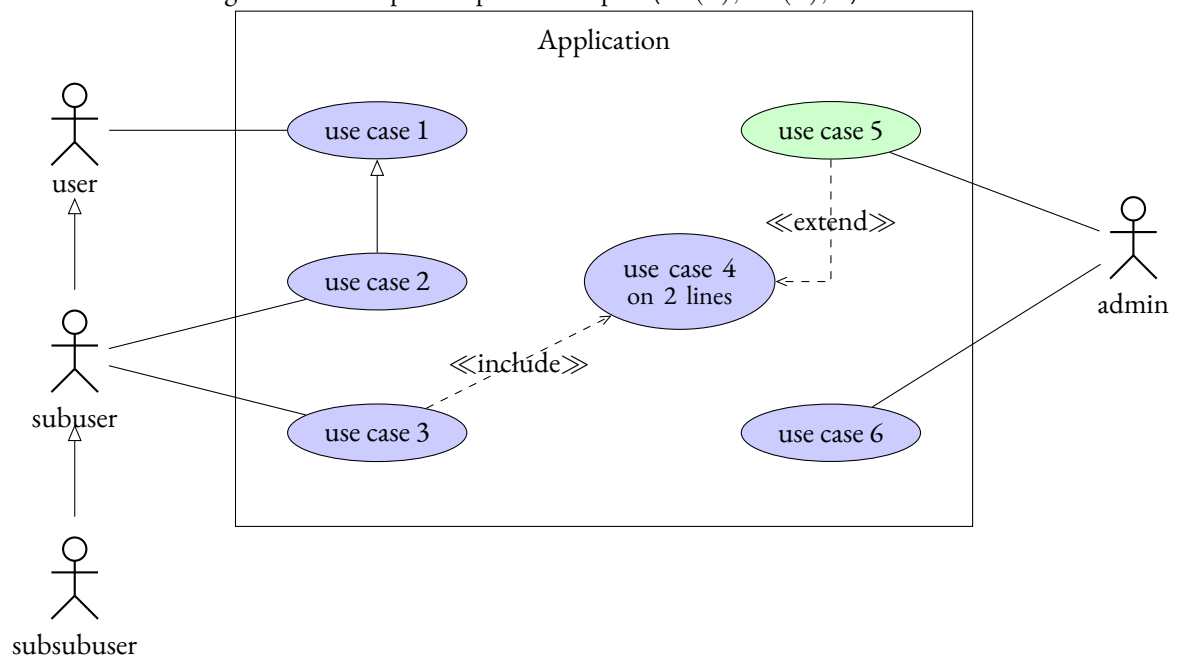 Application
user
use case 1
use case 5
≪extend≫
use case 2
use case 4
on 2 lines
admin
≪include≫
subuser
use case 3
use case 6
subsubuser